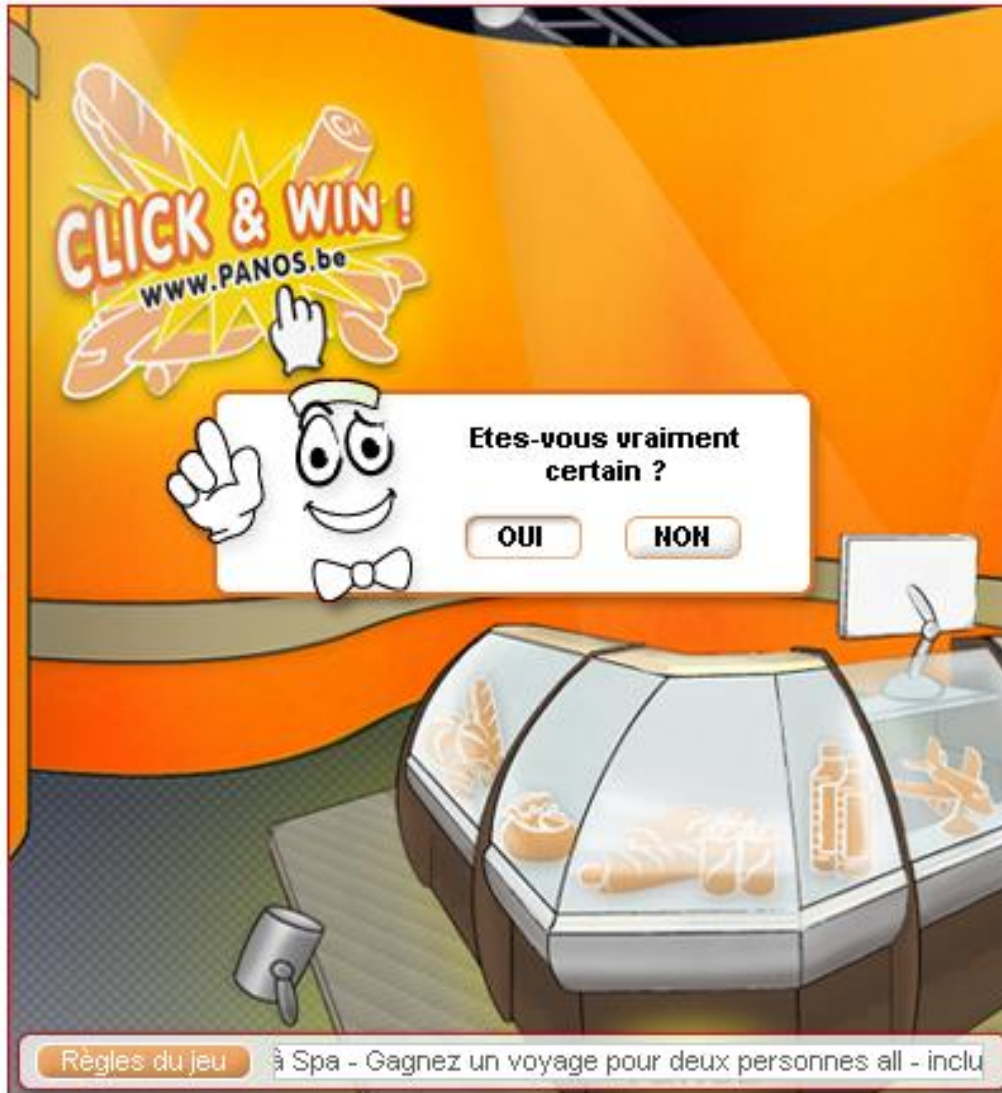 CLICK & WIN !
WWW.PANOS.be
Etes-vous vraiment
certain ?
OUI NON
Règles du jeu à Spa - Gagnez un voyage pour deux personnes all - inclu